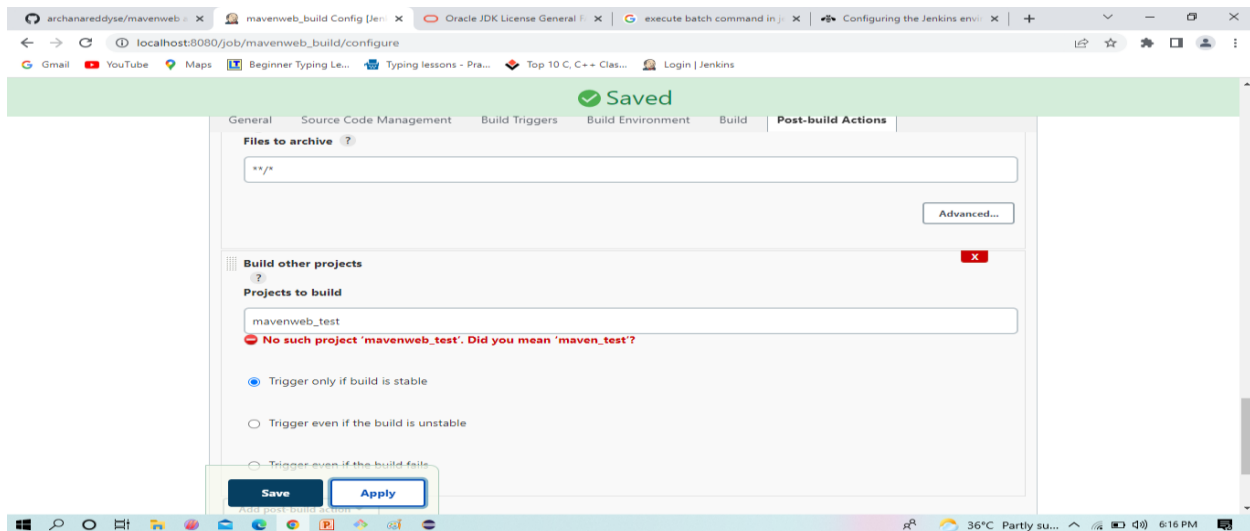 archanareddyse/mavenweb a
mavenweb_build Config [Jen
Oracle JDK License General F
execute batch command in j
Configuring the Jenkins envi
localhost:8080/job/mavenweb_build/configure
Gmail YouTube Maps Beginner Typing Le... Typing lessons - Pra... Top 10 C, C++ Clas... Login | Jenkins
Saved
General Source Code Management Build Triggers Build Environment Build Post-build Actions
Files to archive ?
**/*
Advanced...
X
Build other projects
?
Projects to build
mavenweb_test
No such project ‘mavenweb_test’. Did you mean ‘maven_test’?
Trigger only if build is stable
Trigger even if the build is unstable
Trigger even if the build fails
Save Apply
Add post-build action
36°C Partly su... 6:16 PM